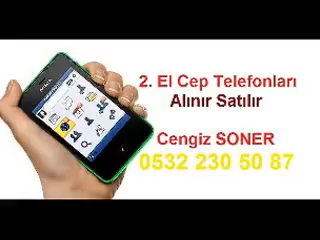 2. El Cep Telefonları
Alınır Satılır
Cengiz SONER
0532 230 50 87